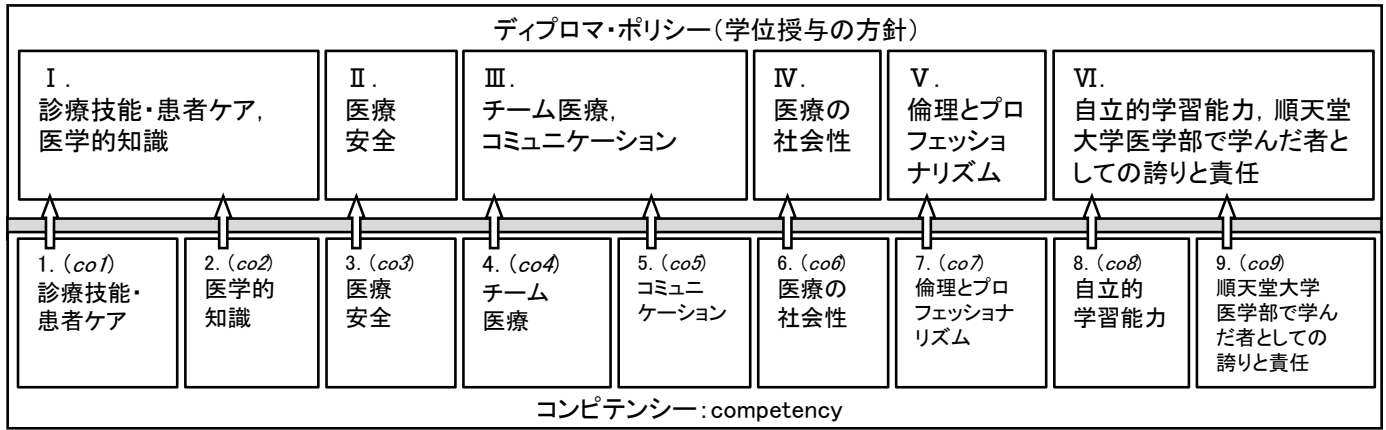 ディプロマ・ポリシー(学位授与の方針)
Ⅰ.
診療技能・患者ケア,
医学的知識
Ⅱ.
医療
安全
Ⅲ.
チーム医療,
コミュニケーション
Ⅳ.
医療の
社会性
Ⅴ.
倫理とプロ
フェッショ
ナリズム
Ⅵ.
自立的学習能力, 順天堂
大学医学部で学んだ者と
しての誇りと責任
1. (co1)
診療技能・
患者ケア
2. (co2)
医学的
知識
3. (co3)
医療
安全
4. (co4)
チーム
医療
5. (co5)
コミュニ
ケーション
6. (co6)
医療の
社会性
7. (co7)
倫理とプロ
フェッショナ
リズム
8. (co8)
自立的
学習能力
9. (co9)
順天堂大学
医学部で学ん
だ者としての
誇りと責任
コンピテンシー:competency